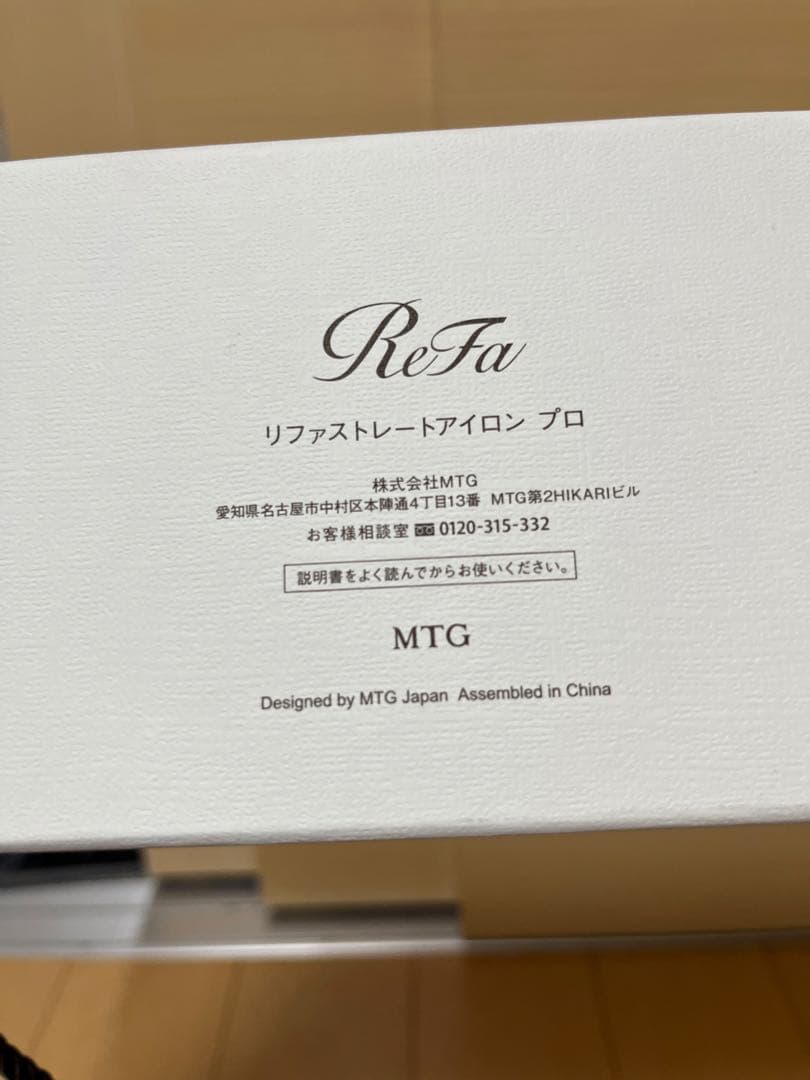 ReFa
リファストレートアイロン プロ
株式会社MTG
愛知県名古屋市中村区本陣通4丁目13番 MTG第2HIKARIビル
お客様相談室 0120-315-332
説明書をよく読んでからお使いください。
MTG
Designed by MTG Japan Assembled in China